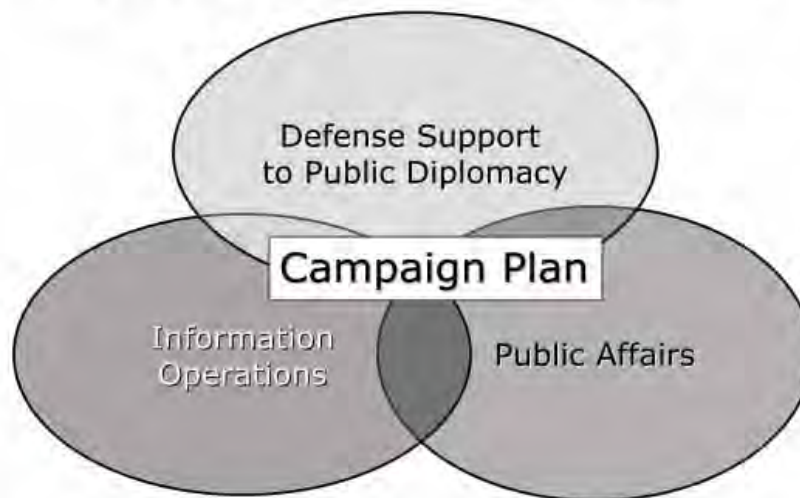 Defense Support
to Public Diplomacy
Campaign Plan
Information
Operations
Public Affairs